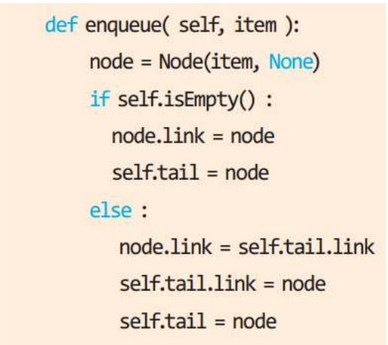 def enqueue( self, item ):
node = Node(item, None)
if self.isEmpty() :
node.link = node
self.tail = node
else :
node.link = self.tail.link
self.tail.link = node
self.tail = node